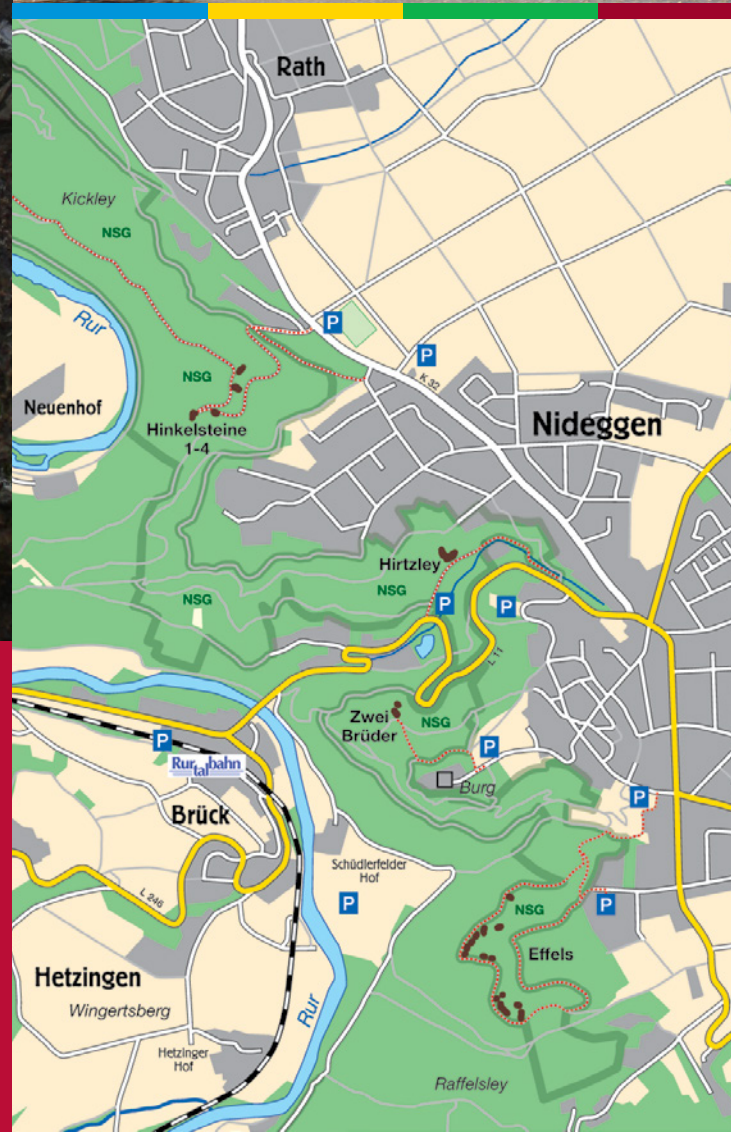 Rath
Kickley
NSG
Rur
P
P
NSG
K 32
Neuenhof
Hinkelsteine
1-4
Nideggen
Hirtzley
NSG
NSG
P
P
L 11
Zwei
Brüder
NSG
P
P
Rurtalbahn
Burg
P
Brück
Schüdlerfelder
Hof
P
L 246
NSG
P
Effels
Hetzingen
Wingertsberg
Rur
Hetzinger
Hof
Raffelsley